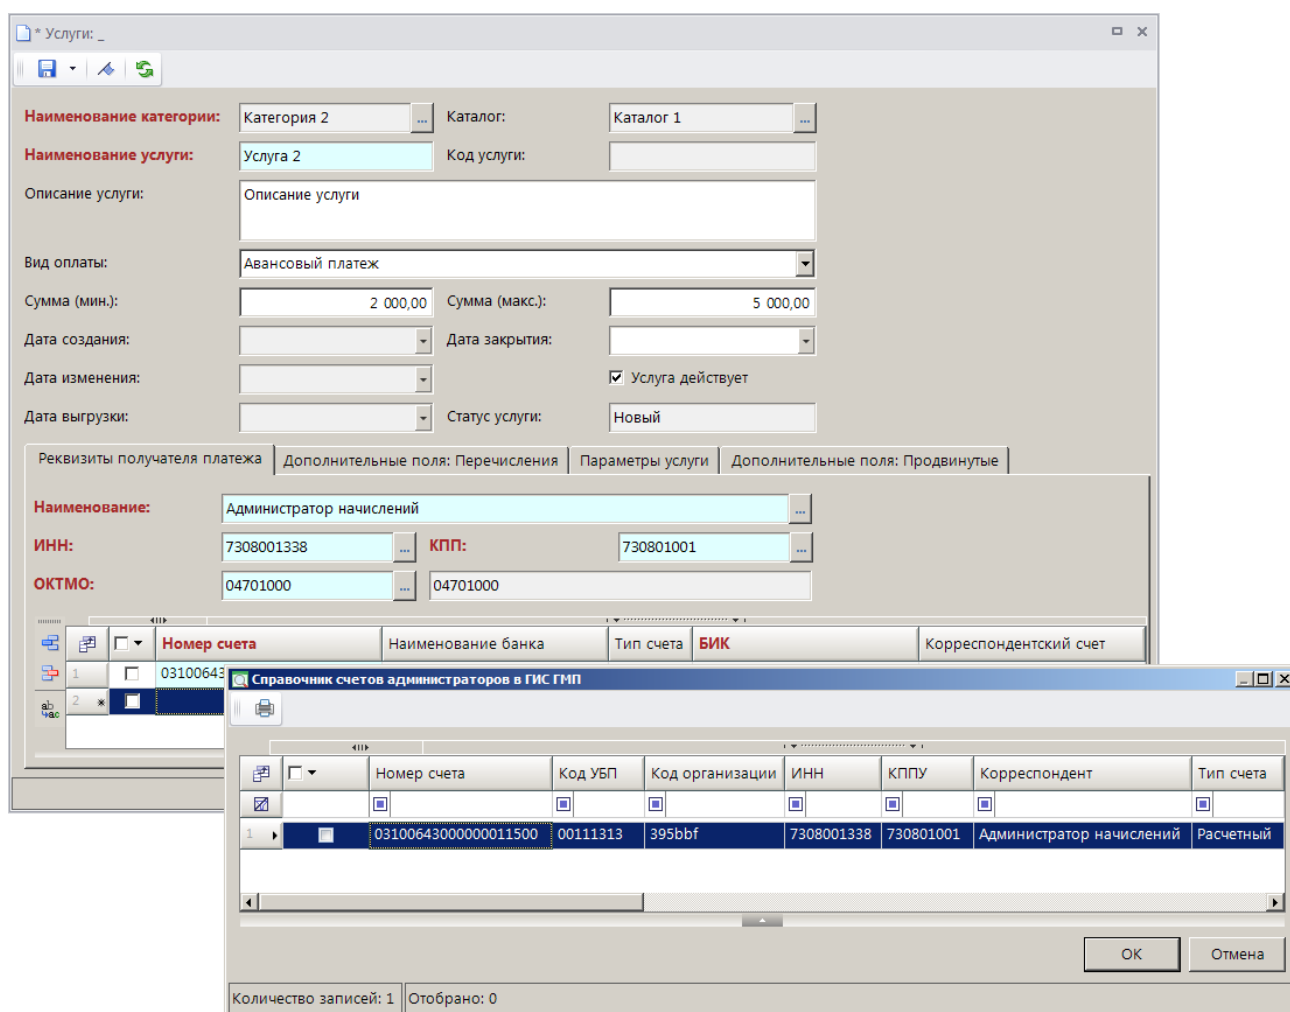 * Услуги: _
Наименование категории: Категория 2 ... Каталог: Каталог 1 ...
Наименование услуги: Услуга 2 Код услуги:
Описание услуги: Описание услуги
Вид оплаты: Авансовый платеж
Сумма (мин.): 2 000,00 Сумма (макс.): 5 000,00
Дата создания: Дата закрытия:
Дата изменения: Услуга действует
Дата выгрузки: Статус услуги: Новый
Реквизиты получателя платежа Дополнительные поля: Перечисления Параметры услуги Дополнительные поля: Продвинутые
Наименование: Администратор начислений ...
ИНН: 7308001338 ... КПП: 730801001 ...
ОКТМО: 04701000 ... 04701000
Номер счета Наименование банка Тип счета БИК Корреспондентский счет
1 03100643
2 *
Справочник счетов администраторов в ГИС ГМП
Номер счета Код УБП Код организации ИНН КППУ Корреспондент Тип счета
1 03100643000000011500 00111313 395bbf 7308001338 730801001 Администратор начислений Расчетный
ОК Отмена
Количество записей: 1 Отобрано: 0